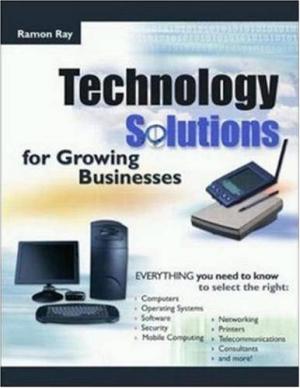 Ramon Ray
Technology
Solutions
for Growing
Businesses
EVERYTHING you need to know
to select the right:
› Computers
› Operating Systems
› Software
› Security
› Mobile Computing
› Networking
› Printers
› Telecommunications
› Consultants
› and more!